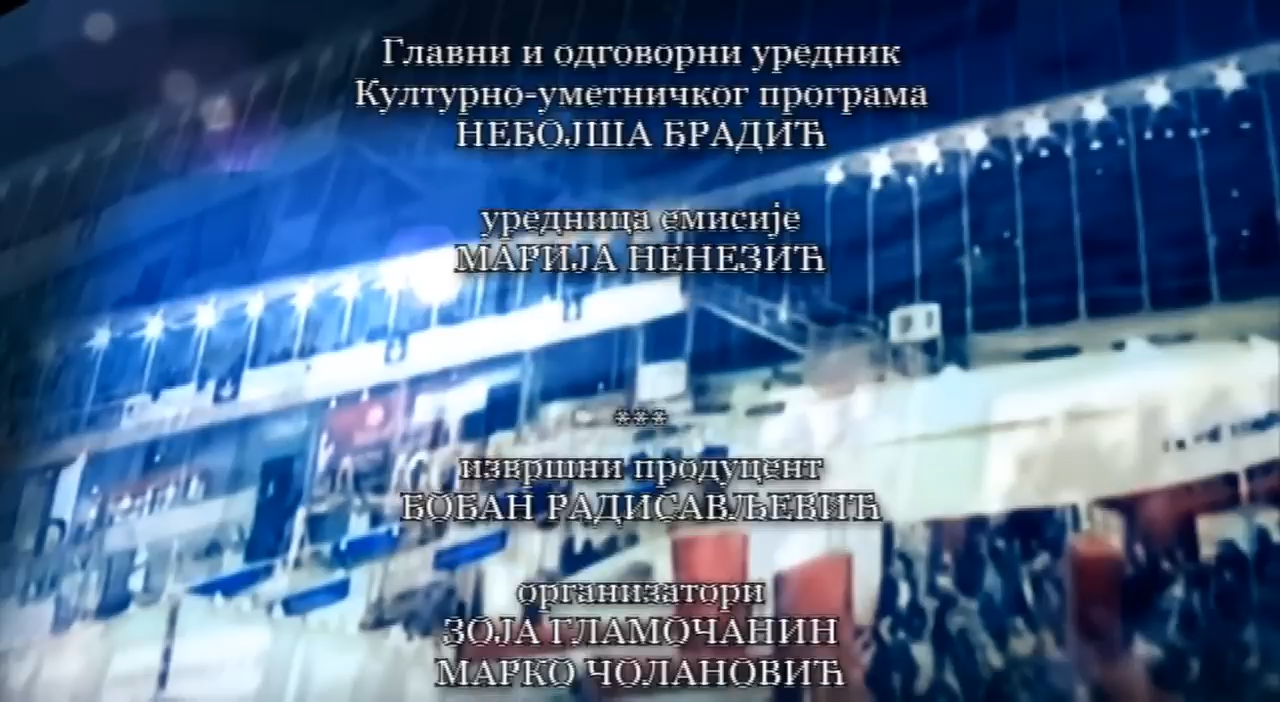 Главни и одговорни уредник
Културно-уметничког програма
НЕБОЈША БРАДИЋ
уредница емисије
МАРИЈА НЕНЕЗИЋ
***
извршни продуцент
БОБАН РАДИСАВЉЕВИЋ
организатори
ЗОЈА ГЛАМОЧАНИН
МАРКО ЧОЛАНОВИЋ